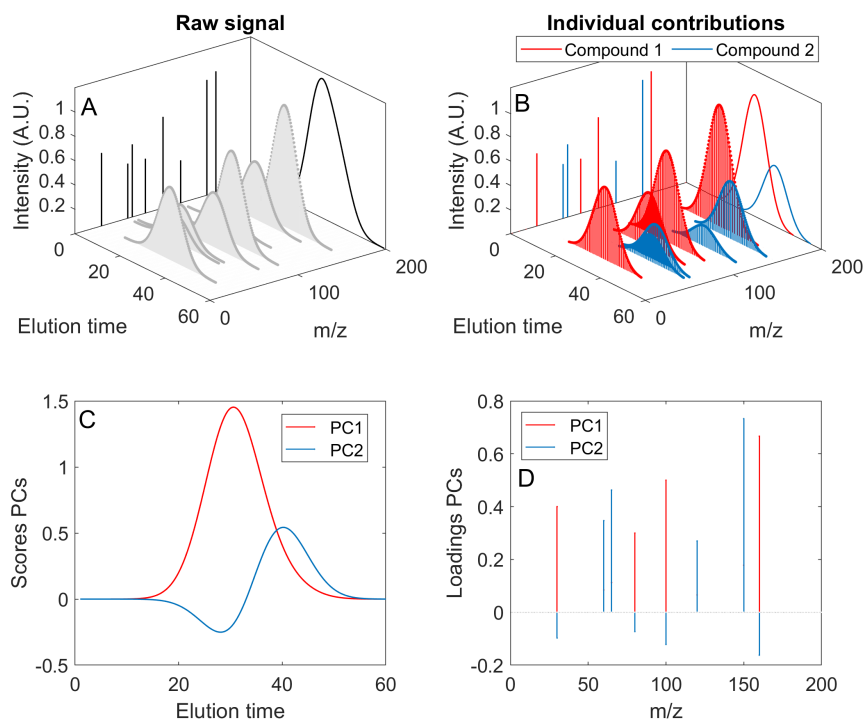 Raw signal
A
Intensity (A.U.)
1
0.8
0.6
0.4
0.2
0
20
40
60
Elution time
0
100
200
m/z
Individual contributions
Compound 1
Compound 2
B
Intensity (A.U.)
1
0.8
0.6
0.4
0.2
0
20
40
60
Elution time
0
100
200
m/z
C
PC1
PC2
Scores PCs
1.5
1
0.5
0
-0.5
0
20
40
60
Elution time
PC1
PC2
D
Loadings PCs
0.8
0.6
0.4
0.2
0
-0.2
0
50
100
150
200
m/z